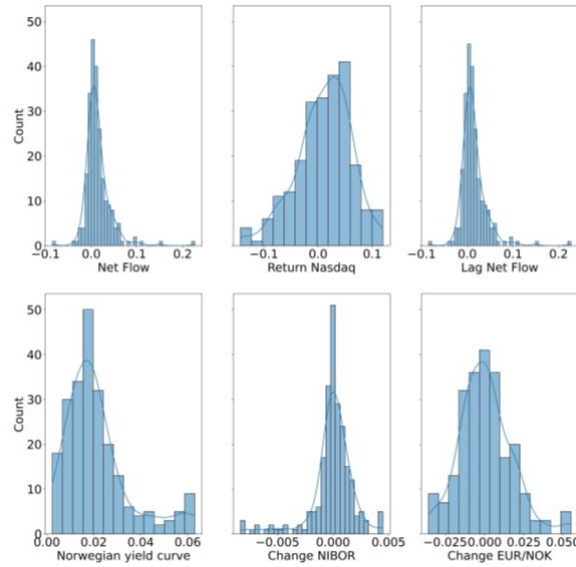 50
40
30
20
10
0
Count
−0.1 0.0 0.1 0.2
Net Flow
−0.1 0.0 0.1
Return Nasdaq
−0.1 0.0 0.1 0.2
Lag Net Flow
50
40
30
20
10
0
Count
0.00 0.02 0.04 0.06
Norwegian yield curve
−0.005 0.000 0.005
Change NIBOR
−0.025 0.000 0.025 0.050
Change EUR/NOK